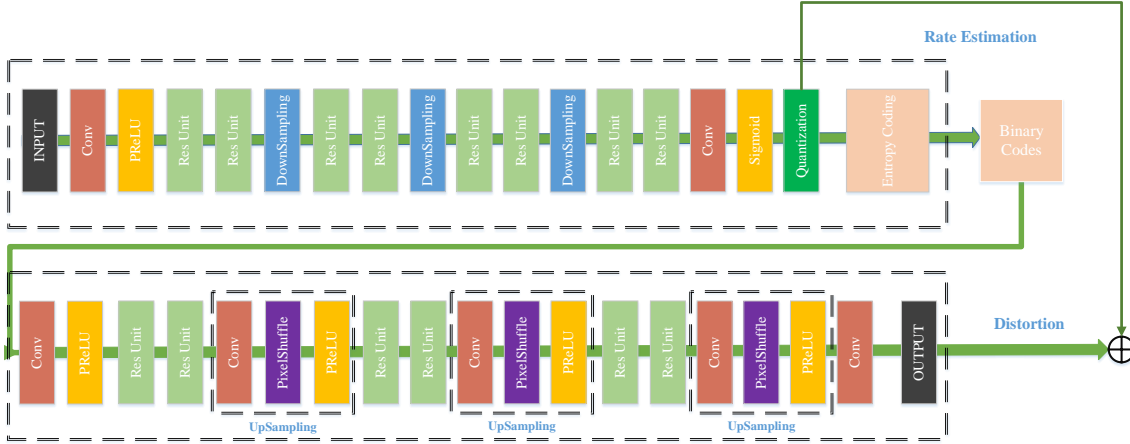 Rate Estimation
INPUT
Conv
PReLU
Res Unit
Res Unit
DownSampling
Res Unit
Res Unit
DownSampling
Res Unit
Res Unit
DownSampling
Res Unit
Res Unit
Conv
Sigmoid
Quantization
Entropy Coding
Binary
Codes
Conv
PReLU
Res Unit
Res Unit
Conv
PixelShuffle
PReLU
Res Unit
Res Unit
Conv
PixelShuffle
PReLU
Res Unit
Res Unit
Conv
PixelShuffle
PReLU
Conv
OUTPUT
Distortion
UpSampling
UpSampling
UpSampling